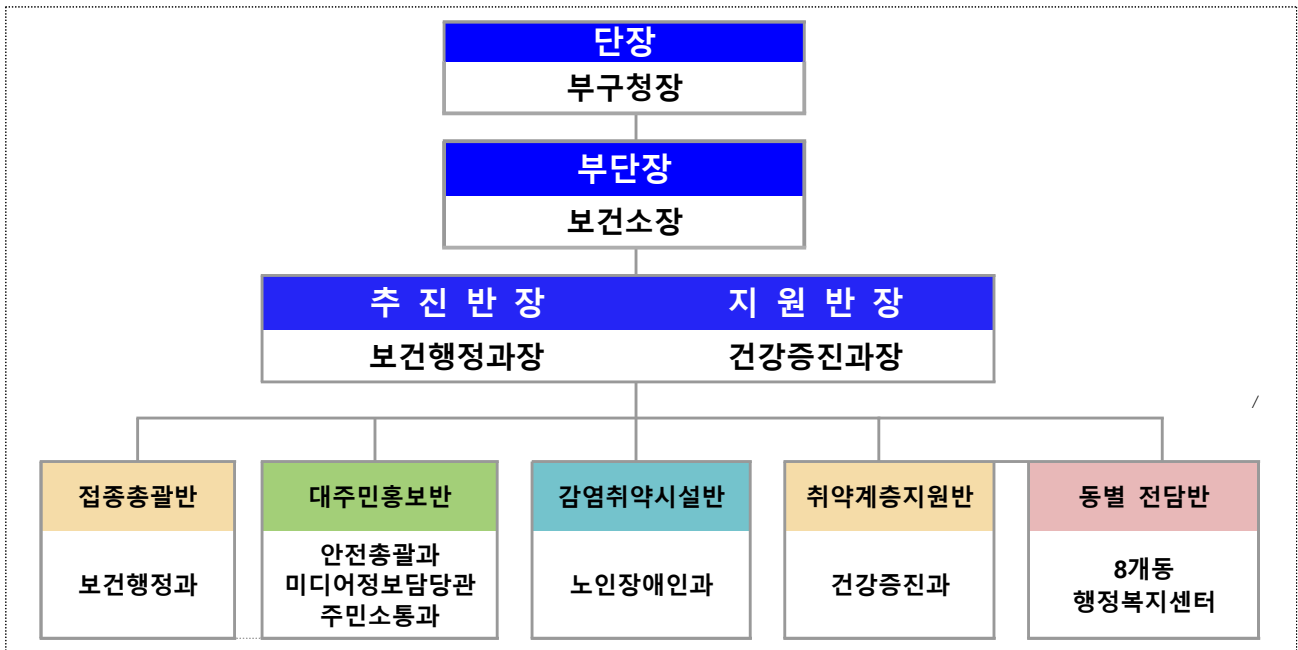 단장
부구청장
부단장
보건소장
추 진 반 장 지 원 반 장
보건행정과장 건강증진과장
/
접종총괄반 대주민홍보반 감염취약시설반 취약계층지원반 동별 전담반
보건행정과
안전총괄과
미디어정보담당관
주민소통과
노인장애인과
건강증진과
8개동
행정복지센터